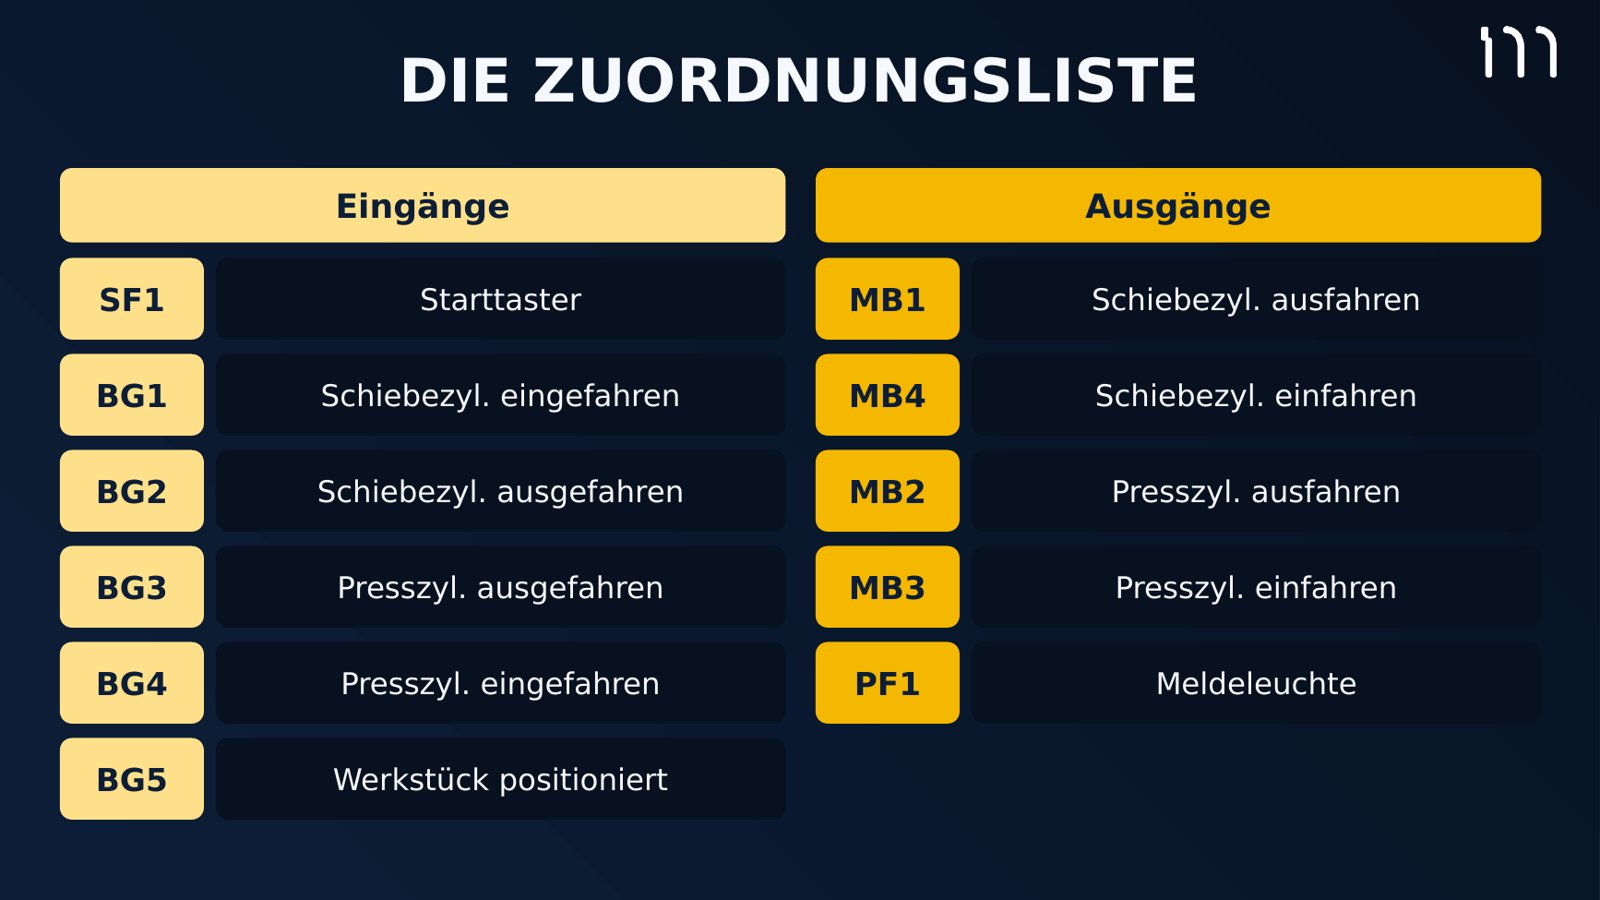 DIE ZUORDNUNGSLISTE
Eingänge
SF1 Starttaster
BG1 Schiebezyl. eingefahren
BG2 Schiebezyl. ausgefahren
BG3 Presszyl. ausgefahren
BG4 Presszyl. eingefahren
BG5 Werkstück positioniert
Ausgänge
MB1 Schiebezyl. ausfahren
MB4 Schiebezyl. einfahren
MB2 Presszyl. ausfahren
MB3 Presszyl. einfahren
PF1 Meldeleuchte